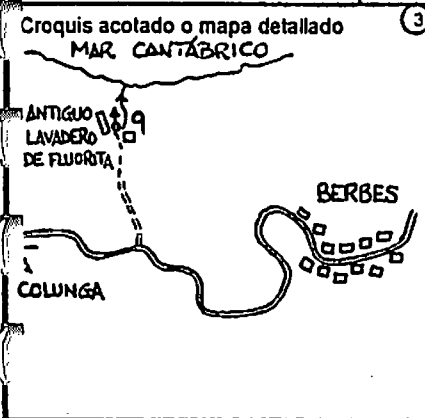 Croquis acotado o mapa detallado
3
MAR CANTÁBRICO
ANTIGUO
LAVADERO
DE FLUORITA
9
BERBES
COLUNGA